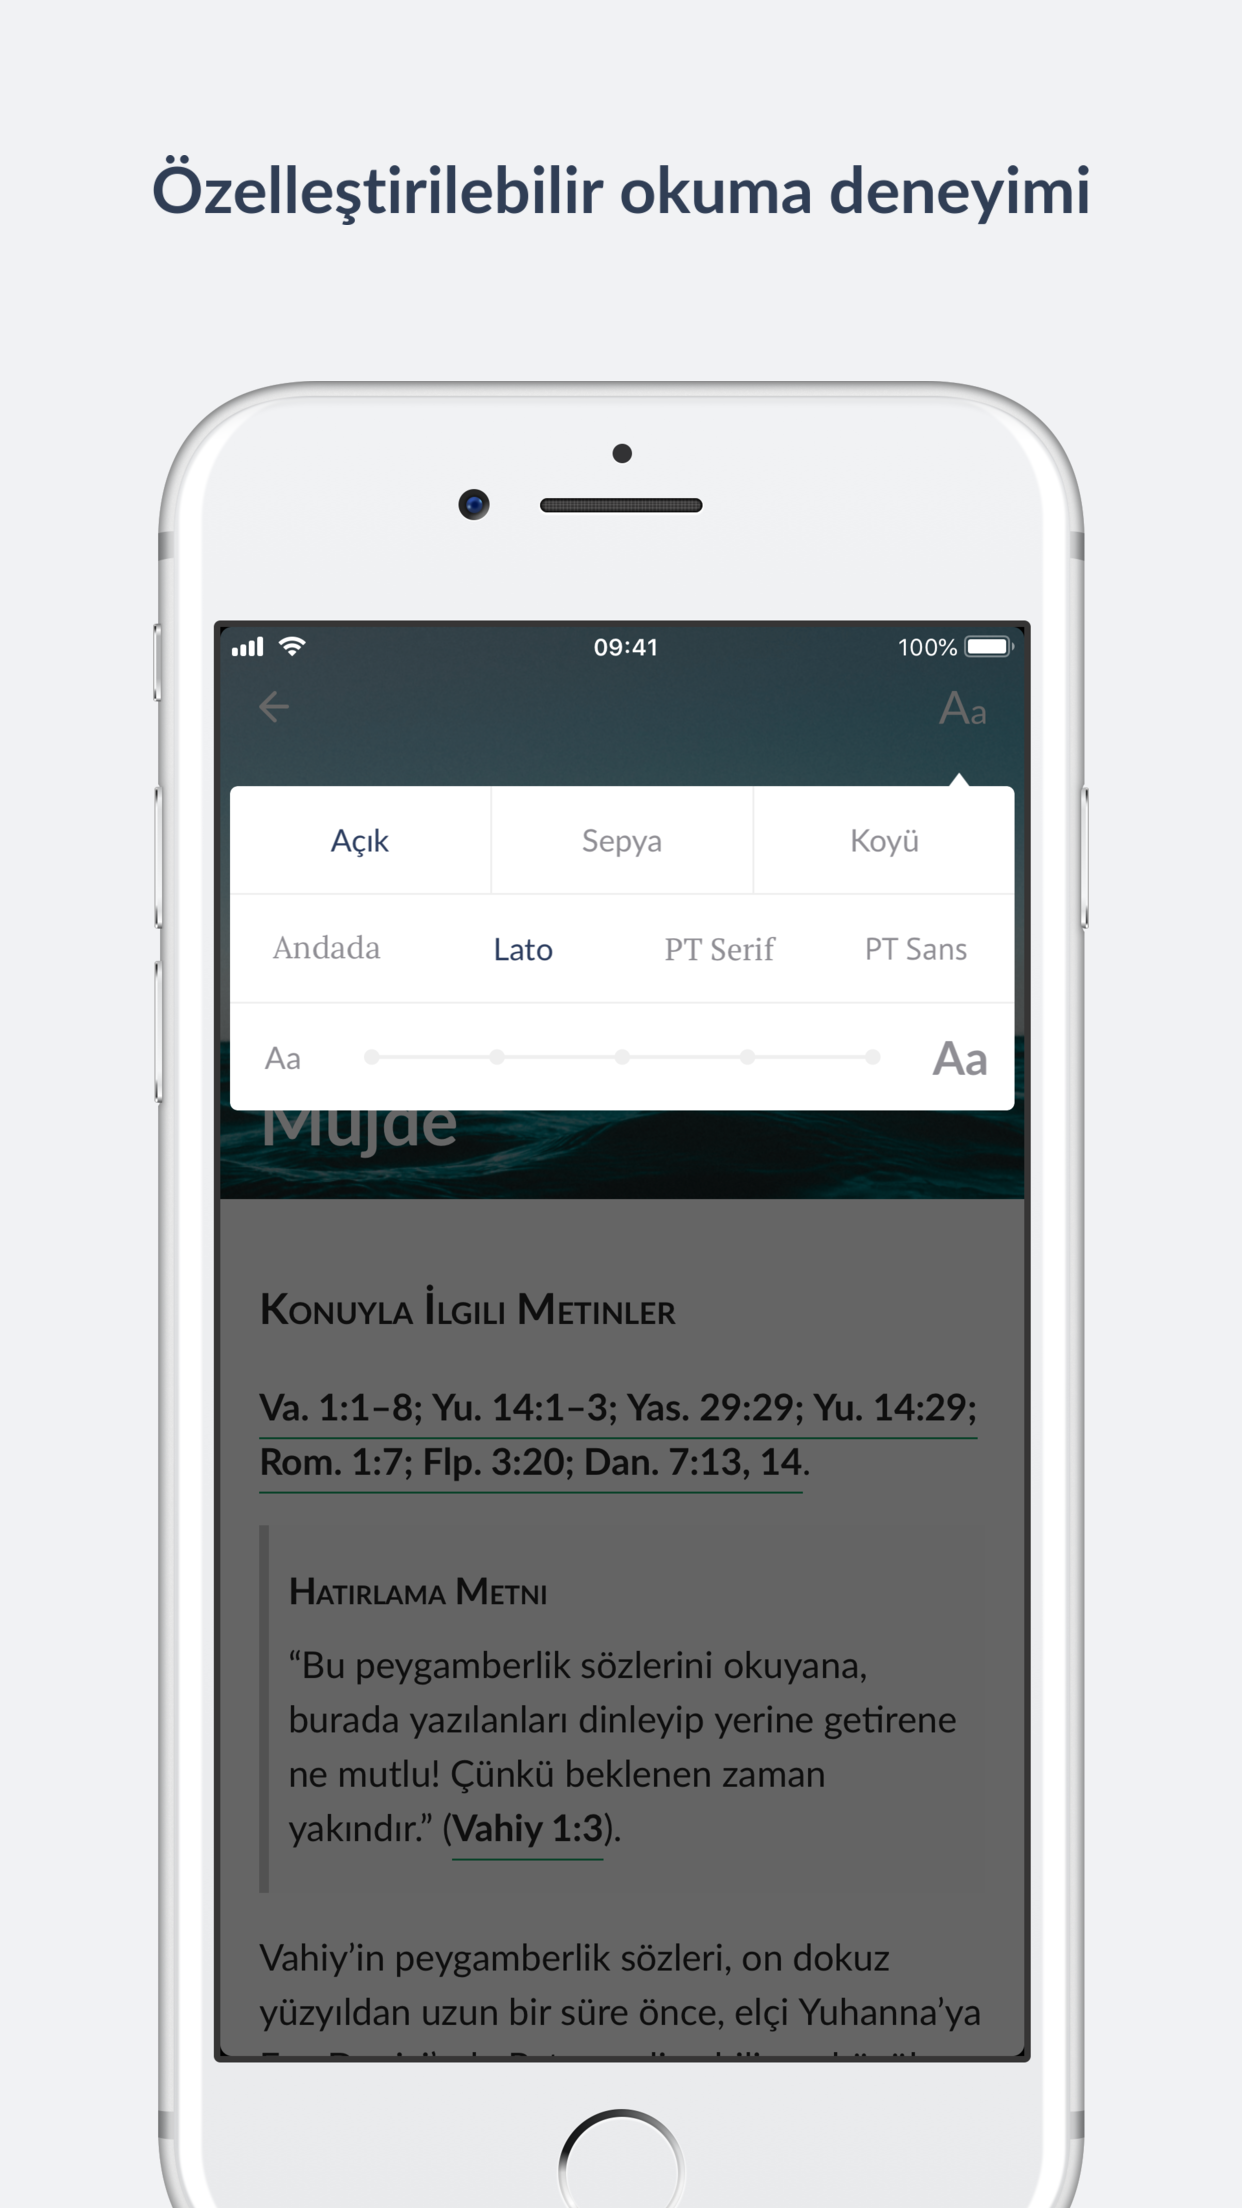 Özelleştirilebilir okuma deneyimi
09:41
100%
Aa
Açık Sepya Koyü
Andada Lato PT Serif PT Sans
Aa Aa
Müjde
Konuyla İlgili Metinler
Va. 1:1–8; Yu. 14:1–3; Yas. 29:29; Yu. 14:29;
Rom. 1:7; Flp. 3:20; Dan. 7:13, 14.
Hatırlama Metni
“Bu peygamberlik sözlerini okuyana,
burada yazılanları dinleyip yerine getirene
ne mutlu! Çünkü beklenen zaman
yakındır.” (Vahiy 1:3).
Vahiy’in peygamberlik sözleri, on dokuz
yüzyıldan uzun bir süre önce, elçi Yuhanna’ya